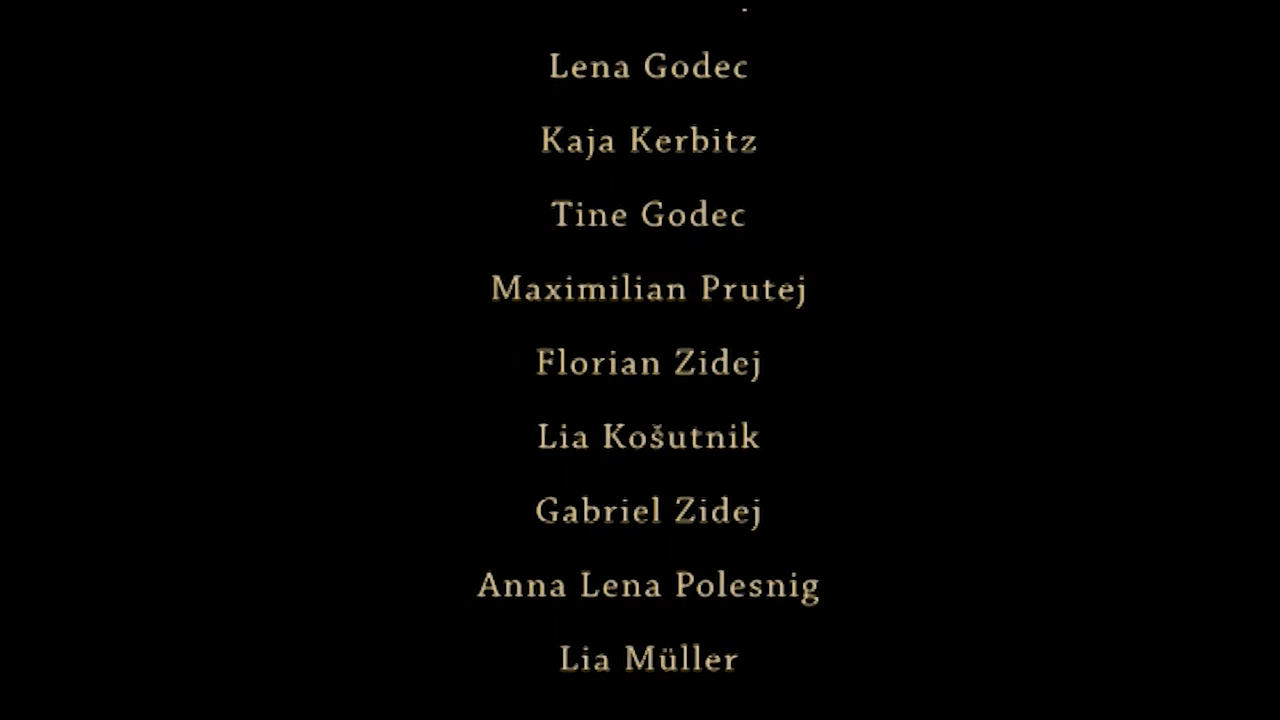 Lena Godec
Kaja Kerbitz
Tine Godec
Maximilian Prutej
Florian Zidej
Lia Košutnik
Gabriel Zidej
Anna Lena Polesnig
Lia Müller